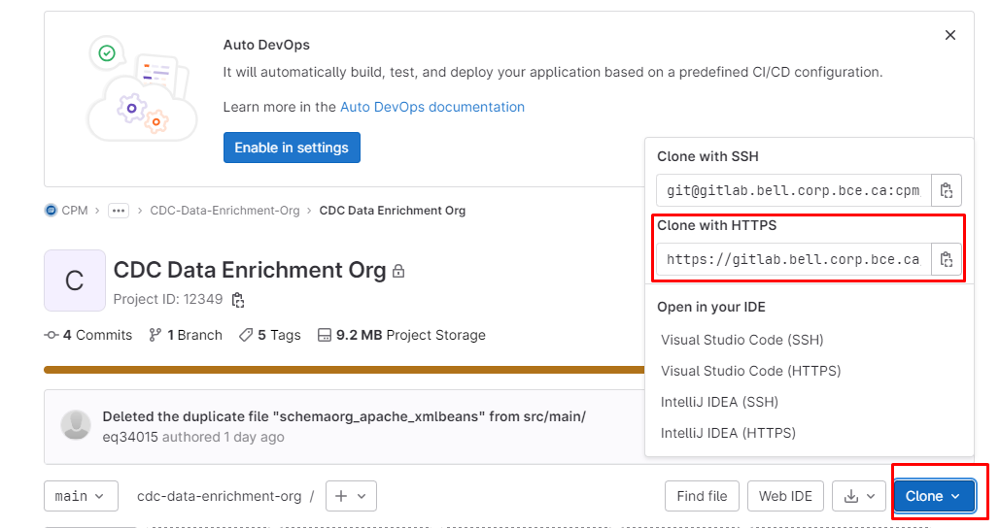 Auto DevOps
It will automatically build, test, and deploy your application based on a predefined CI/CD configuration.
Learn more in the Auto DevOps documentation
Enable in settings
Clone with SSH
git@gitlab.bell.corp.bce.ca:cpm
Clone with HTTPS
https://gitlab.bell.corp.bce.ca
Open in your IDE
Visual Studio Code (SSH)
Visual Studio Code (HTTPS)
IntelliJ IDEA (SSH)
IntelliJ IDEA (HTTPS)
CPM > ••• > CDC-Data-Enrichment-Org > CDC Data Enrichment Org
C
CDC Data Enrichment Org
Project ID: 12349
4 Commits 1 Branch 5 Tags 9.2 MB Project Storage
Deleted the duplicate file "schemaorg_apache_xmlbeans" from src/main/
eq34015 authored 1 day ago
main cdc-data-enrichment-org / + Find file Web IDE Clone